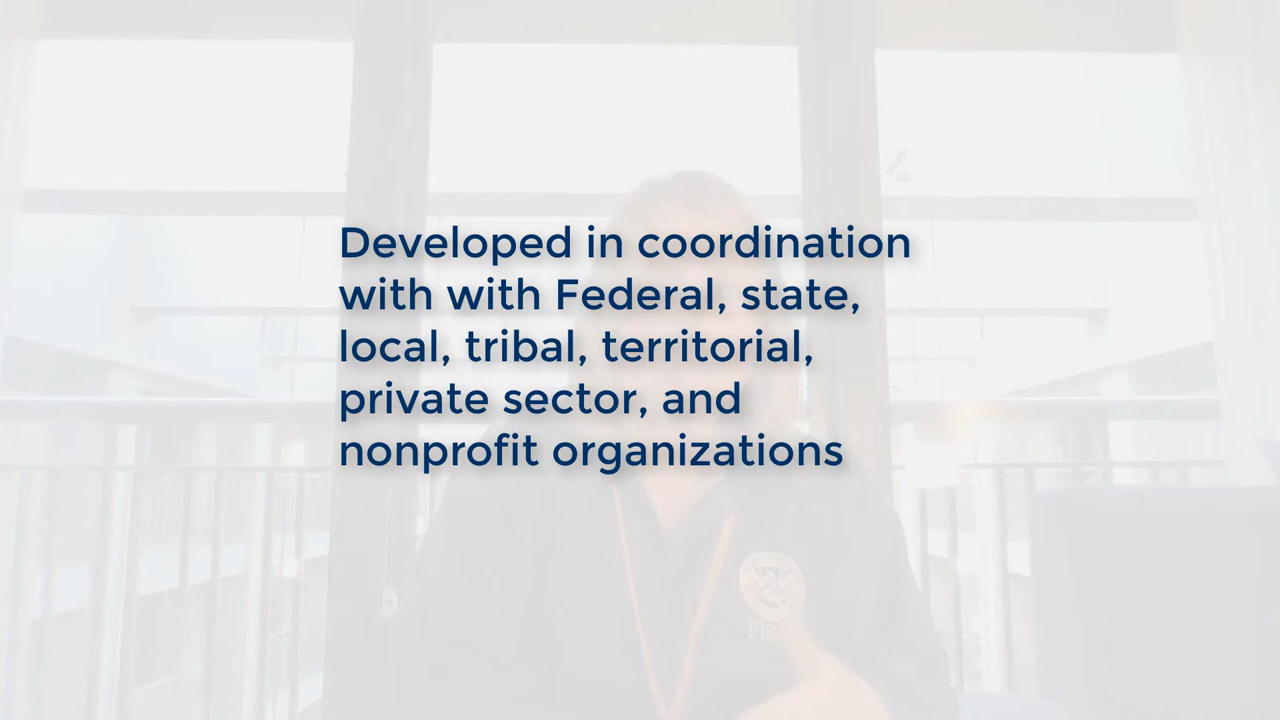 Developed in coordination
with with Federal, state,
local, tribal, territorial,
private sector, and
nonprofit organizations